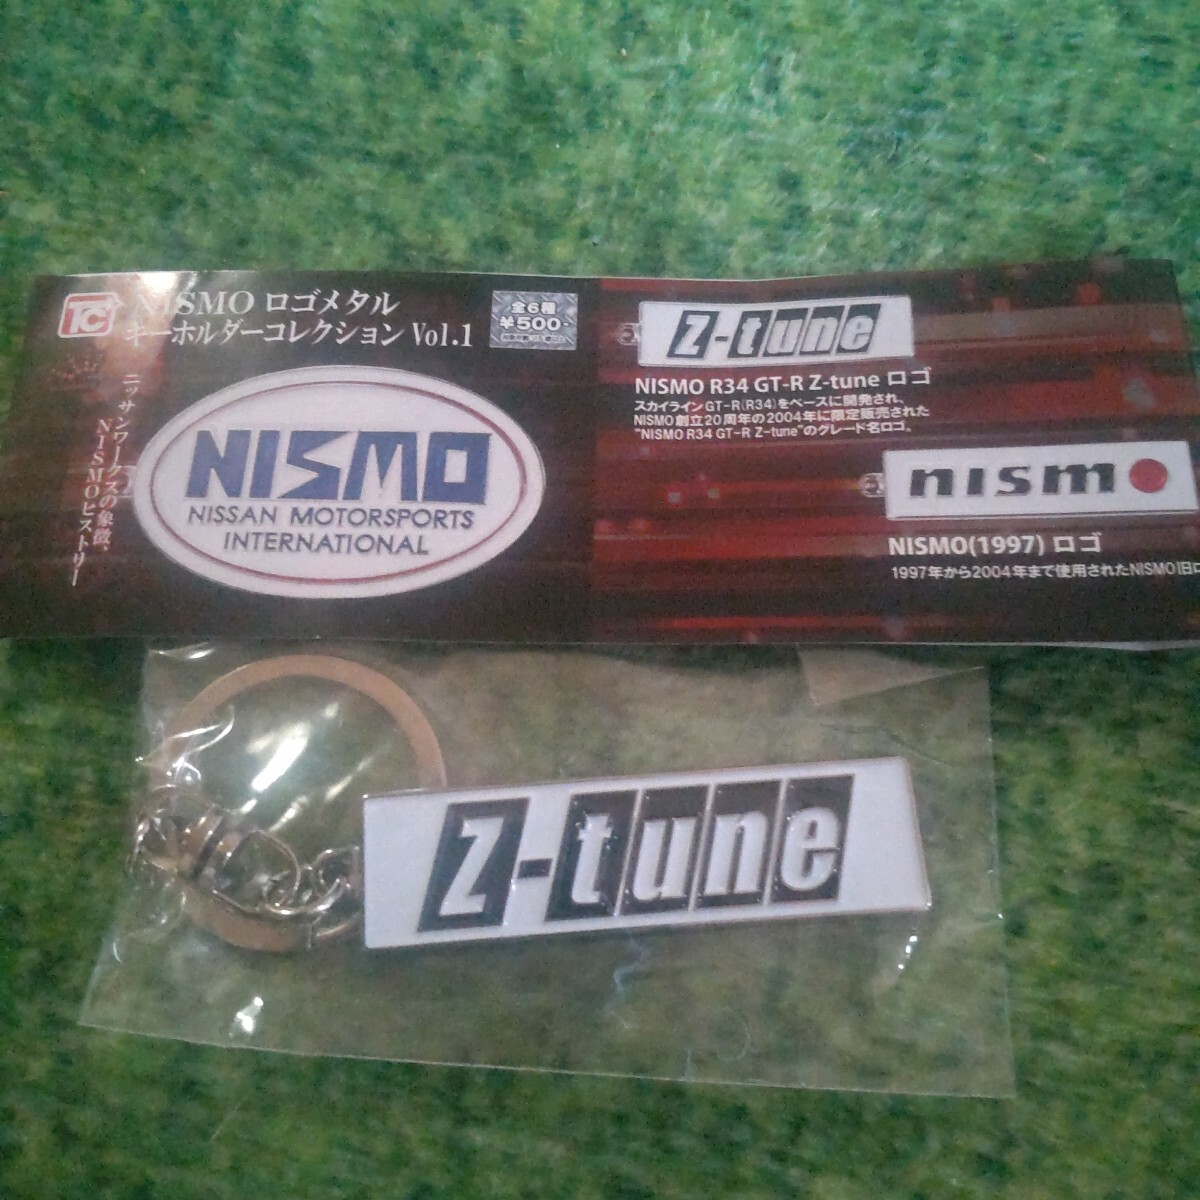 TC
NISMO ロゴメタル
キーホルダーコレクション Vol.1
全6種
¥500-
ニッサンワークスの象徴、
NISMOヒストリー
NISMO
NISSAN MOTORSPORTS
INTERNATIONAL
Z-tune
NISMO R34 GT-R Z-tune ロゴ
スカイラインGT-R(R34)をベースに開発され、
NISMO創立20周年の2004年に限定販売された
"NISMO R34 GT-R Z-tune"のグレード名ロゴ。
nismo
NISMO(1997) ロゴ
1997年から2004年まで使用されたNISMO旧ロ
Z-tune